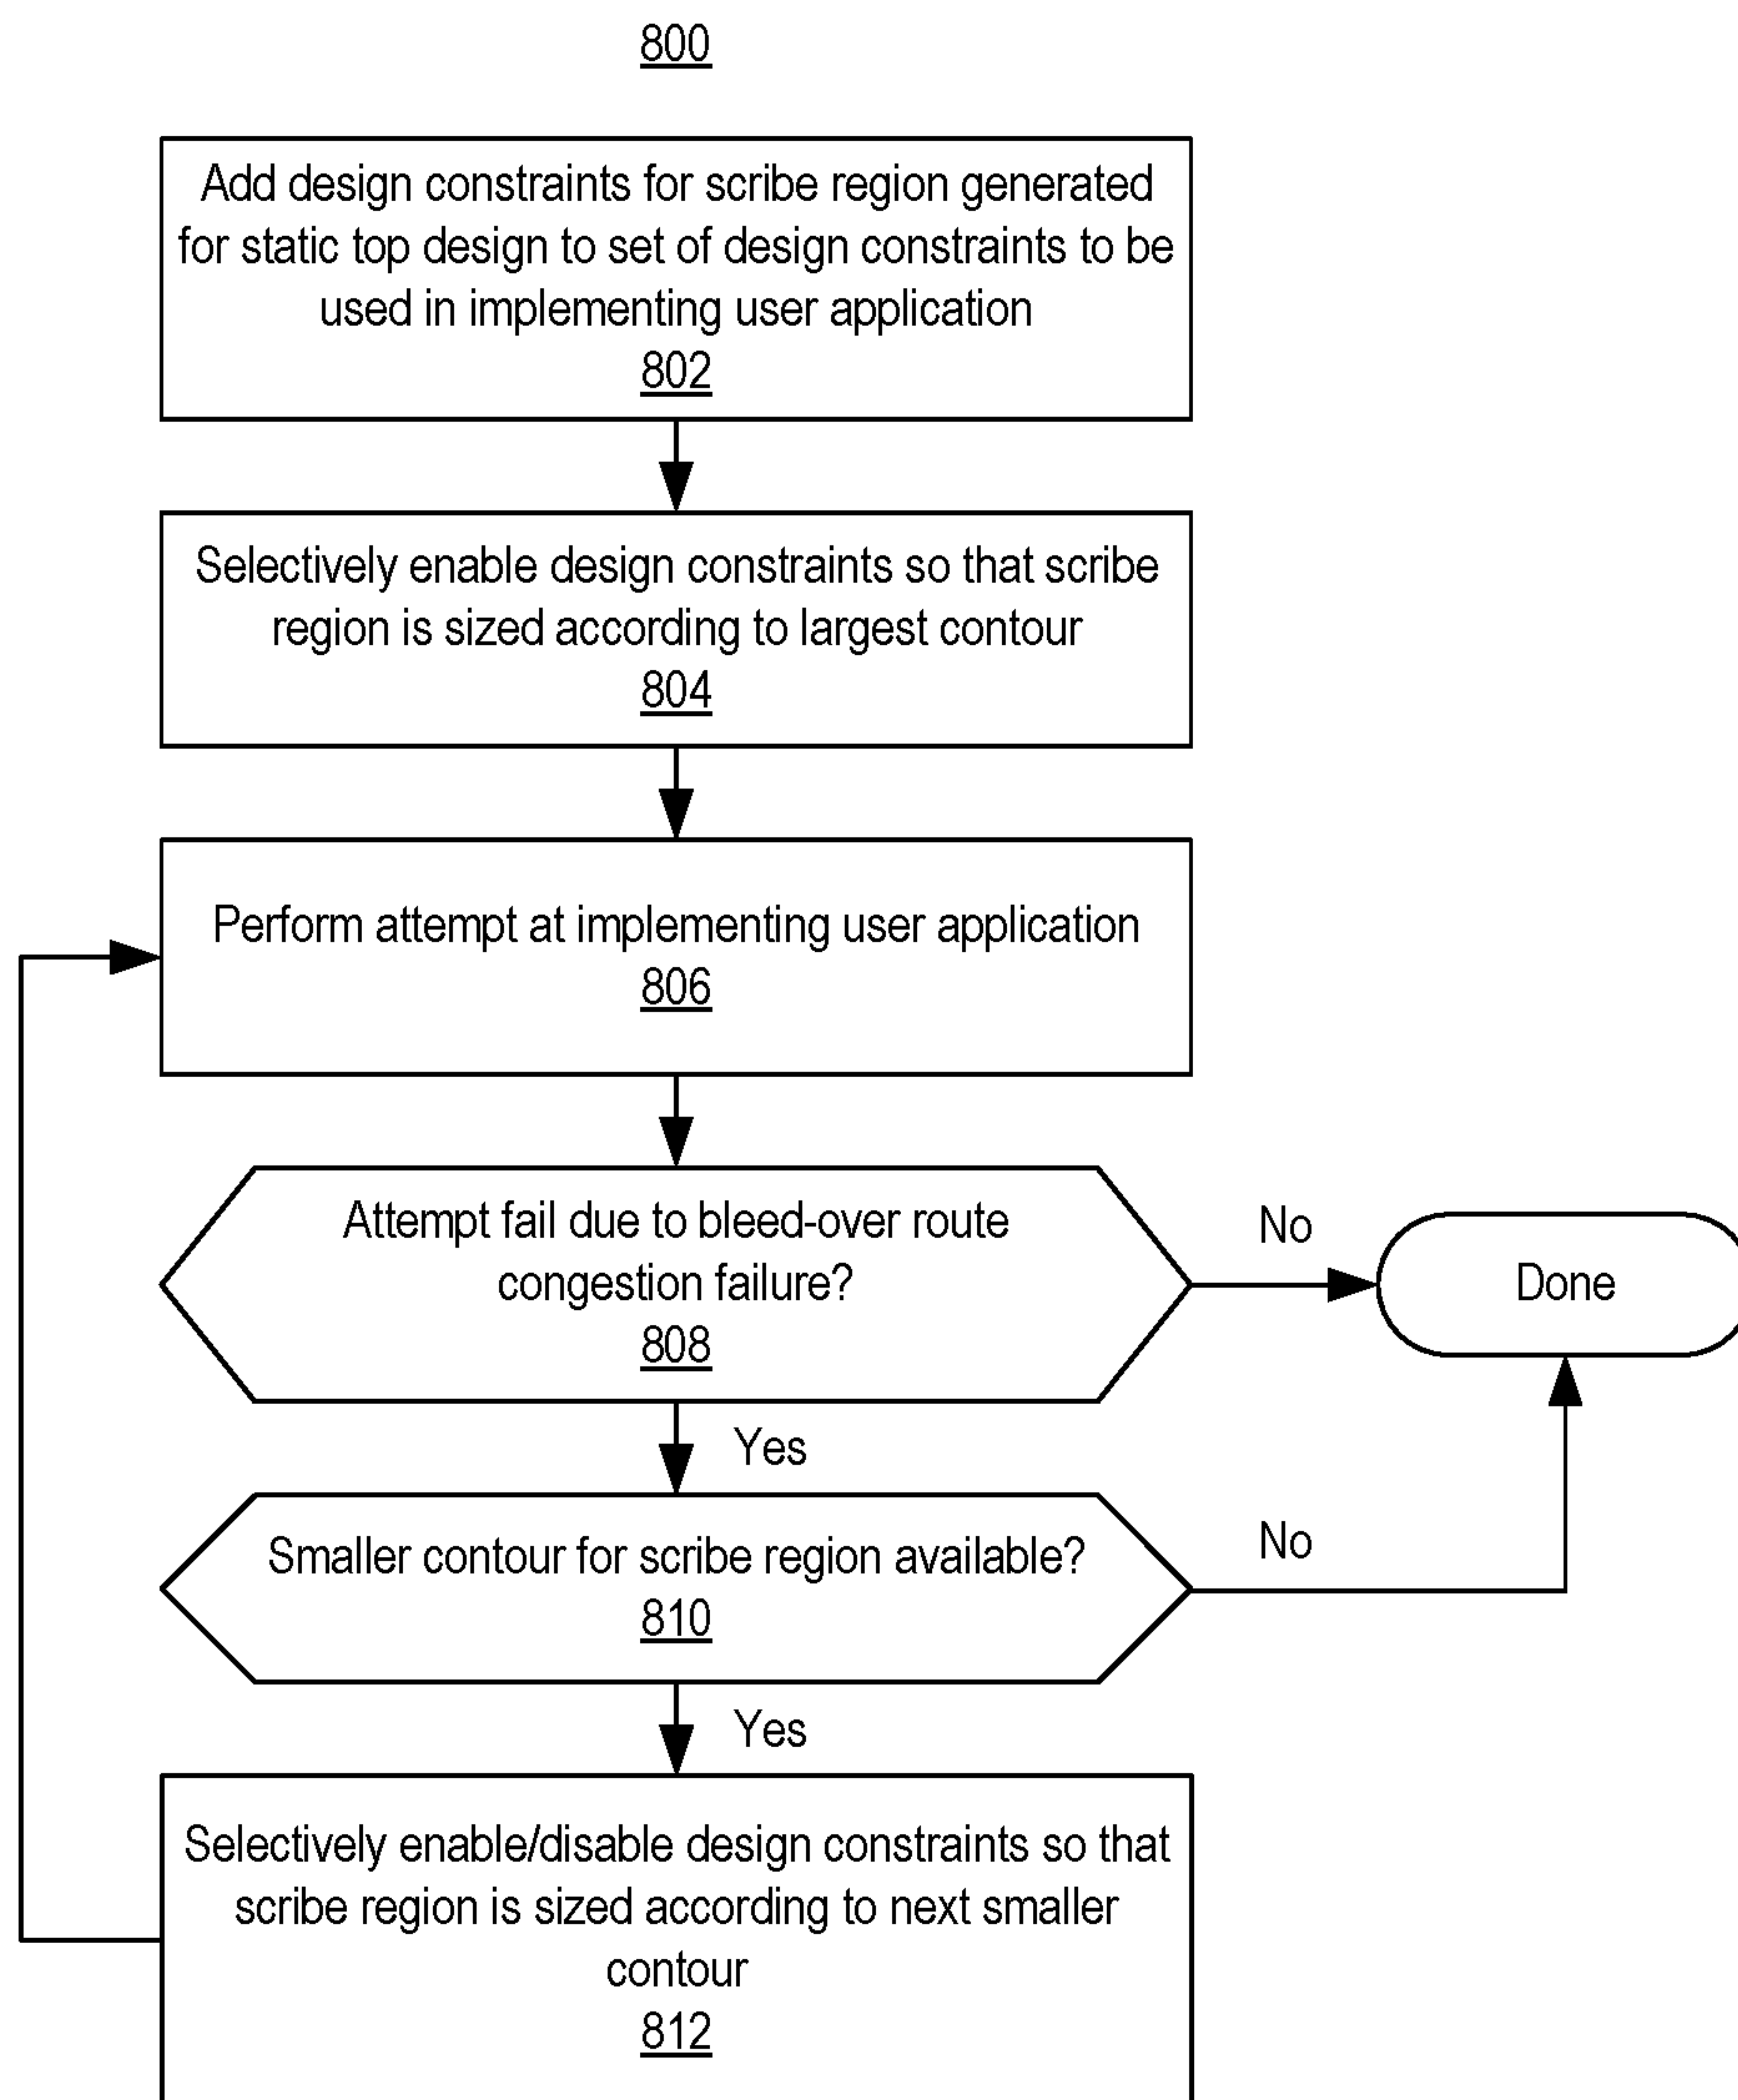 800
Add design constraints for scribe region generated
for static top design to set of design constraints to be
used in implementing user application
802
Selectively enable design constraints so that scribe
region is sized according to largest contour
804
Perform attempt at implementing user application
806
Attempt fail due to bleed-over route
congestion failure?
808
No
Done
Yes
Smaller contour for scribe region available?
810
No
Yes
Selectively enable/disable design constraints so that
scribe region is sized according to next smaller
contour
812